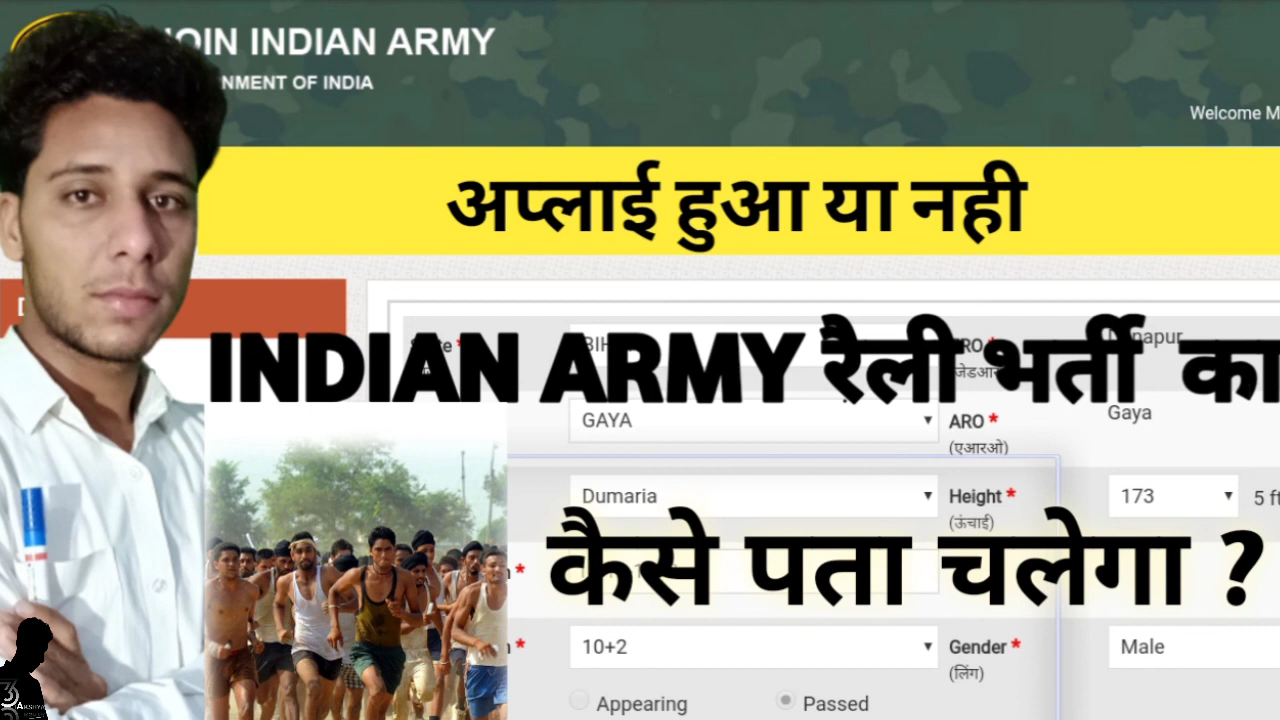 JOIN INDIAN ARMY
NMENT OF INDIA
Welcome M
अप्लाई हुआ या नही
INDIAN ARMY रैली भर्ती का
GAYA
ARO *
Gaya
(एआरओ)
Dumaria
Height *
173
5 ft
(ऊंचाई)
कैसे पता चलेगा ?
10+2
Gender *
Male
(लिंग)
Appearing
Passed